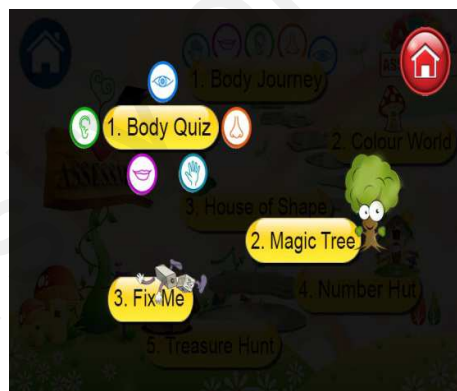 1. Body Journey
1. Body Quiz
2. Colour World
3. House of Shape
2. Magic Tree
3. Fix Me
4. Number Hut
5. Treasure Hunt